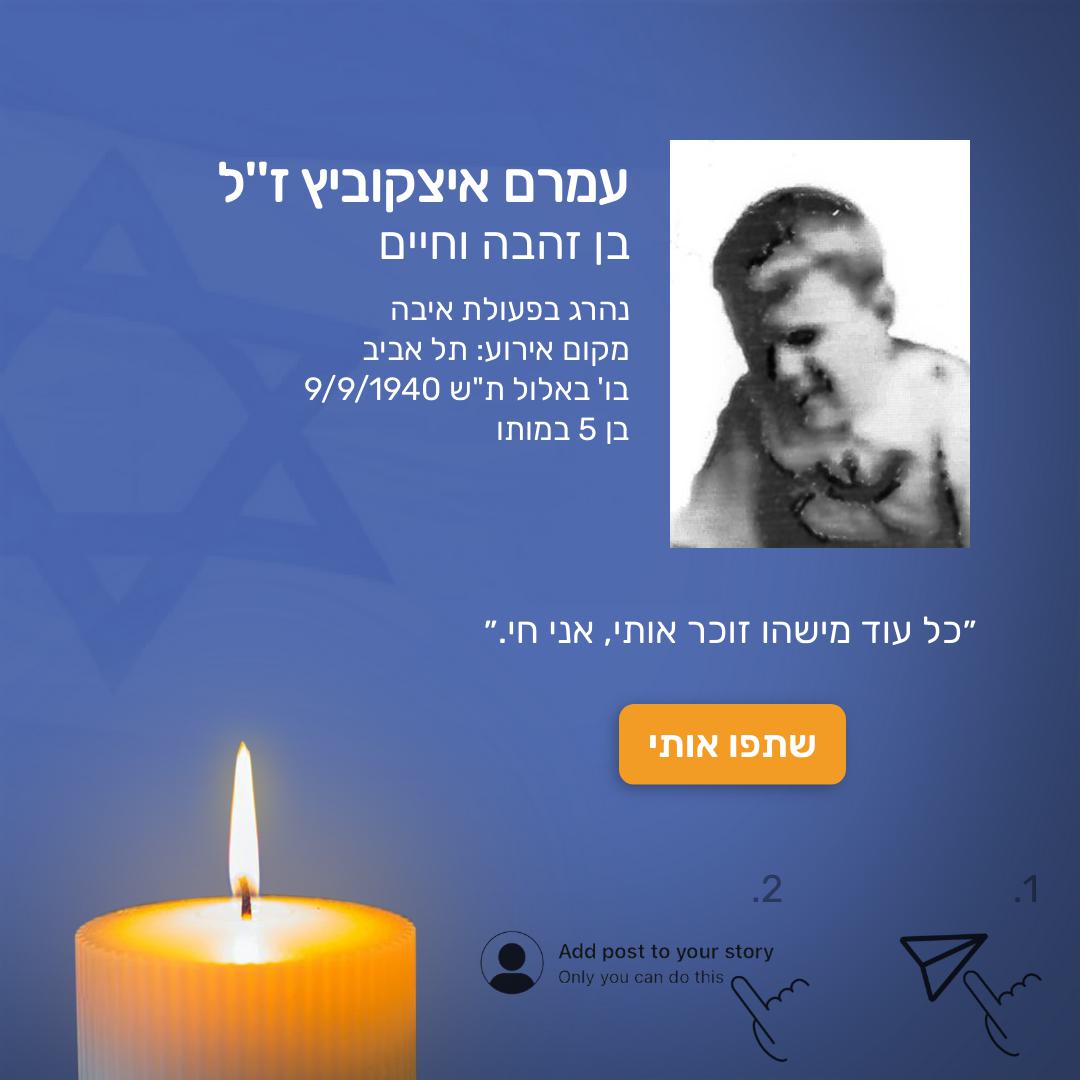 עמרם איצקוביץ ז"ל
בן זהבה וחיים
נהרג בפעולת איבה
מקום אירוע: תל אביב
בו' באלול ת"ש 9/9/1940
בן 5 במותו
״כל עוד מישהו זוכר אותי, אני חי.״
שתפו אותי
1.
2.
Add post to your story
Only you can do this